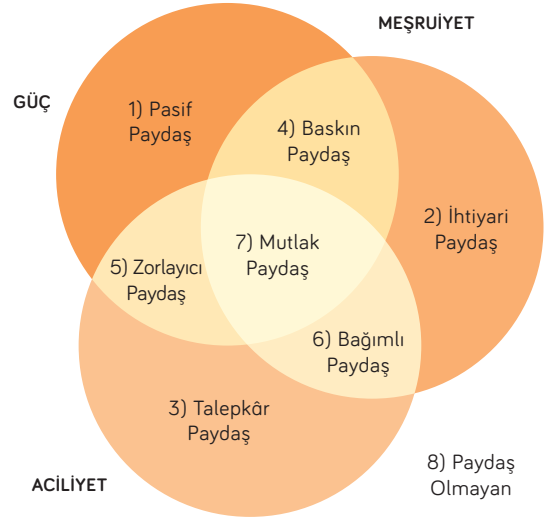 MEŞRUİYET
GÜÇ
1) Pasif
Paydaş
4) Baskın
Paydaş
2) İhtiyari
Paydaş
7) Mutlak
Paydaş
5) Zorlayıcı
Paydaş
6) Bağımlı
Paydaş
3) Talepkâr
Paydaş
8) Paydaş
Olmayan
ACİLİYET